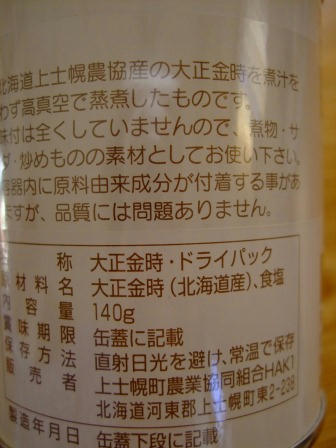 北海道上士幌農協産の大正金時を煮汁を
わず高真空で蒸煮したものです。
味付は全くしていませんので、煮物・サ
ダ・炒めものの素材としてお使い下さい。
容器内に原料由来成分が付着する事があ
ますが、品質には問題ありません。
名 称 大正金時・ドライパック
原材料名 大正金時(北海道産)、食塩
内容量 140g
賞味期限 缶蓋に記載
保存方法 直射日光を避け、常温で保存
販売者 上士幌町農業協同組合HAK1
北海道河東郡上士幌町東2-238
製造年月日 缶蓋下段に記載